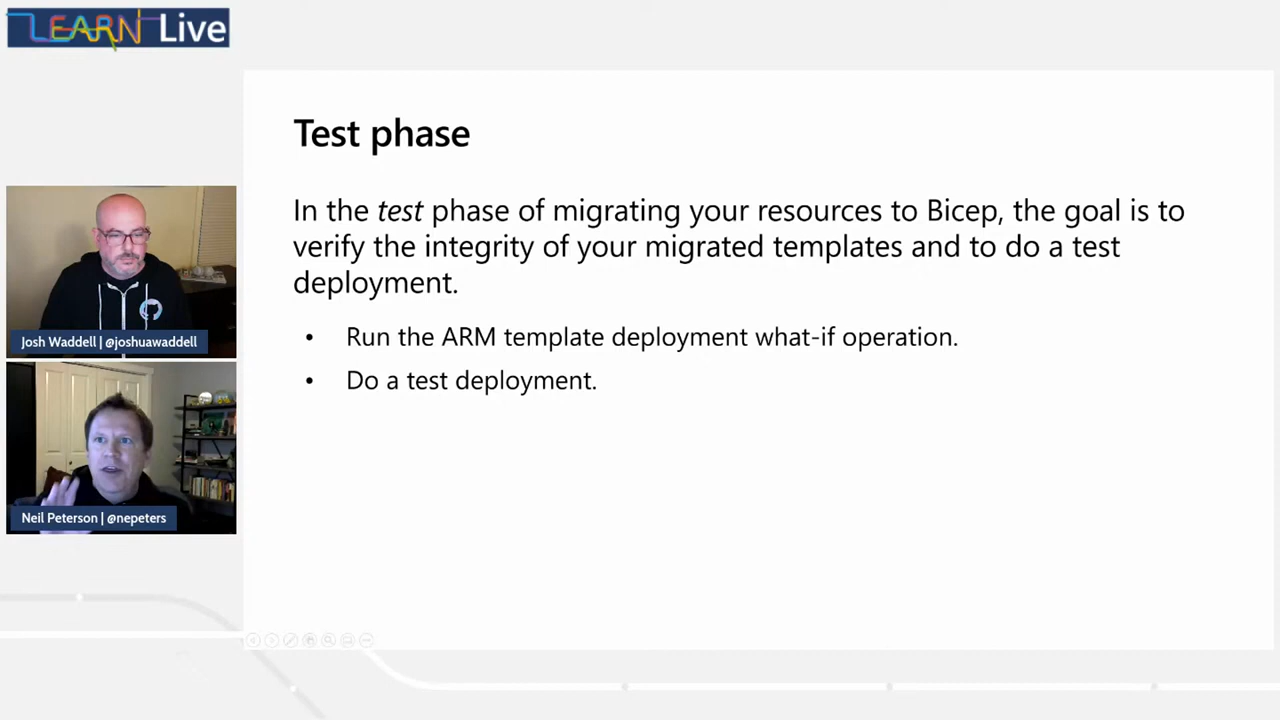 LEARN Live
Test phase
In the test phase of migrating your resources to Bicep, the goal is to
verify the integrity of your migrated templates and to do a test
deployment.
• Run the ARM template deployment what-if operation.
• Do a test deployment.
Josh Waddell | @joshuawaddell
Neil Peterson | @nepeters